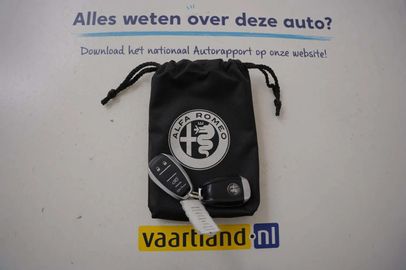 Alles weten over deze auto?
Download het nationaal Autorapport op onze website!
ALFA ROMEO
vaartland.nl